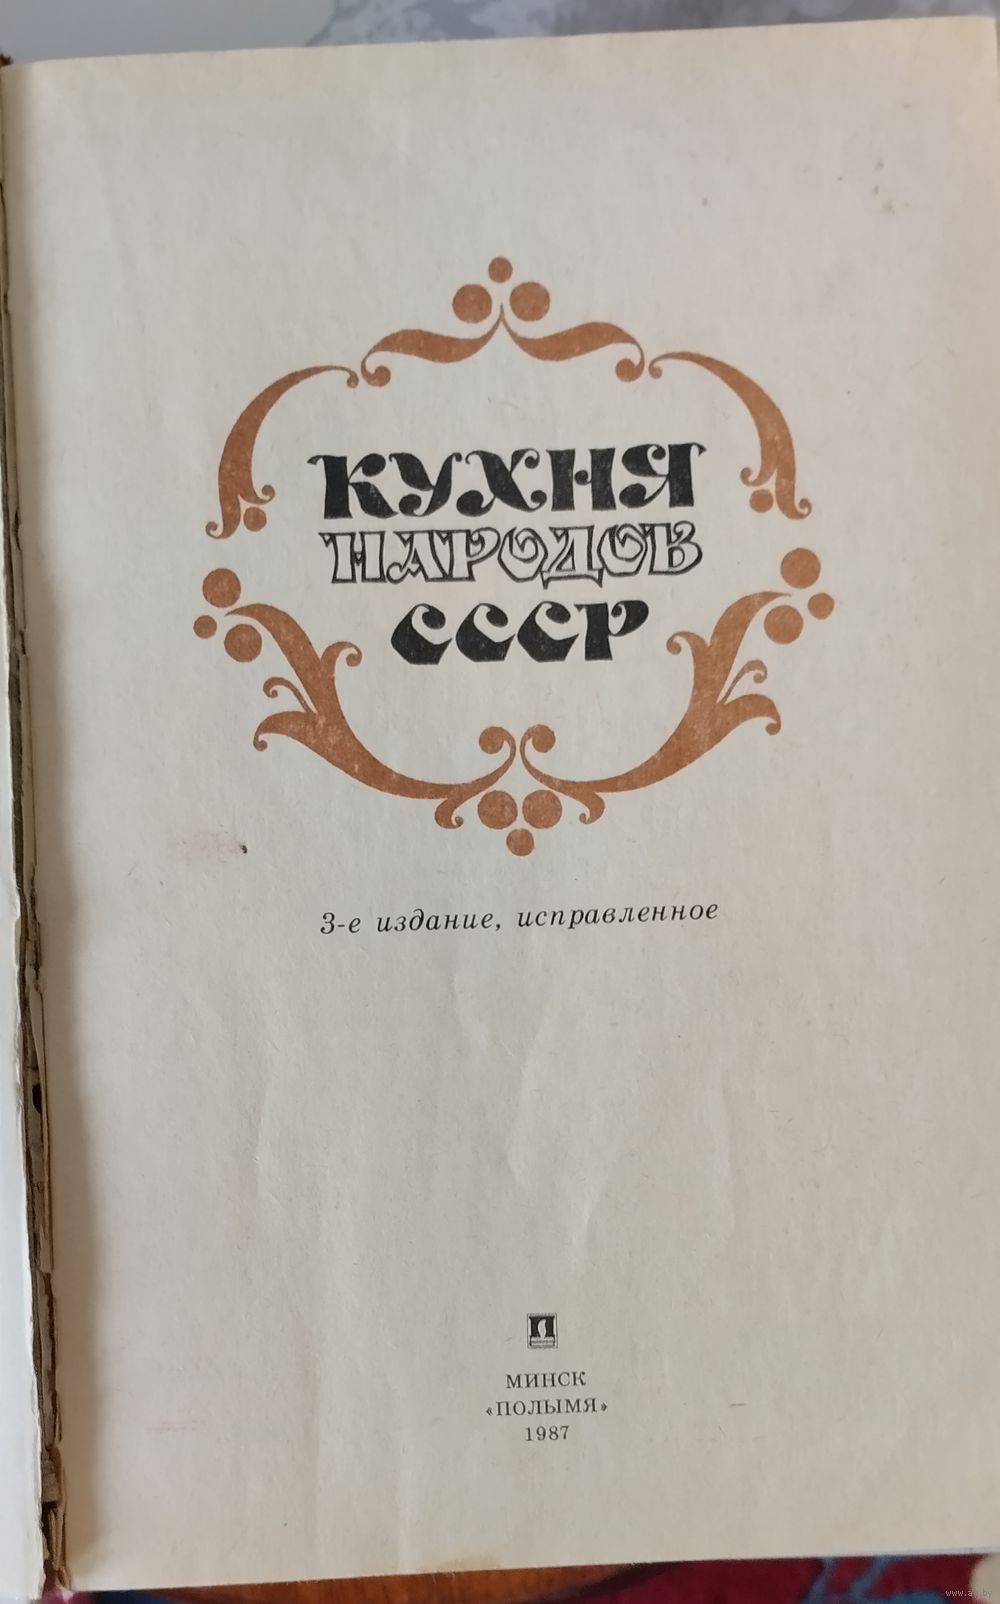 КУХНЯ
НАРОДОВ
СССР
3-е издание, исправленное
МИНСК
«ПОЛЫМЯ»
1987